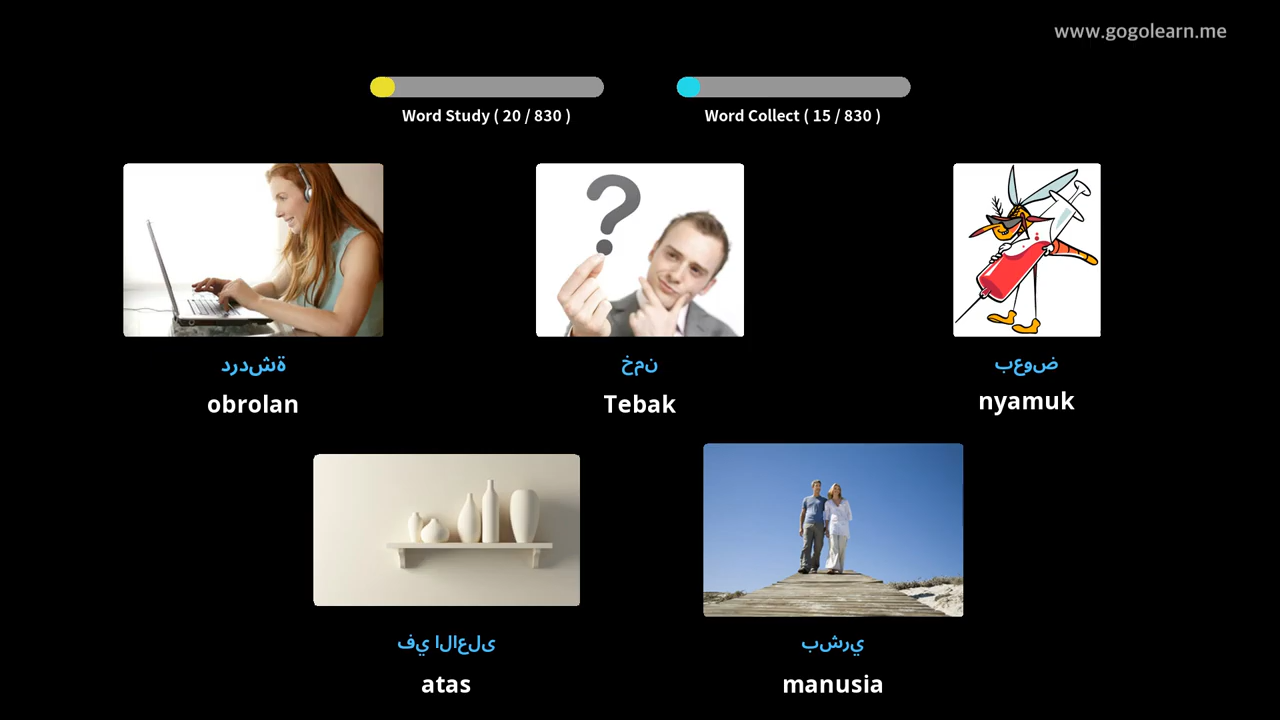 www.gogolearn.me
Word Study ( 20 / 830 )
Word Collect ( 15 / 830 )
دردشة
obrolan
خمن
Tebak
بعوض
nyamuk
في الاعلى
atas
بشري
manusia